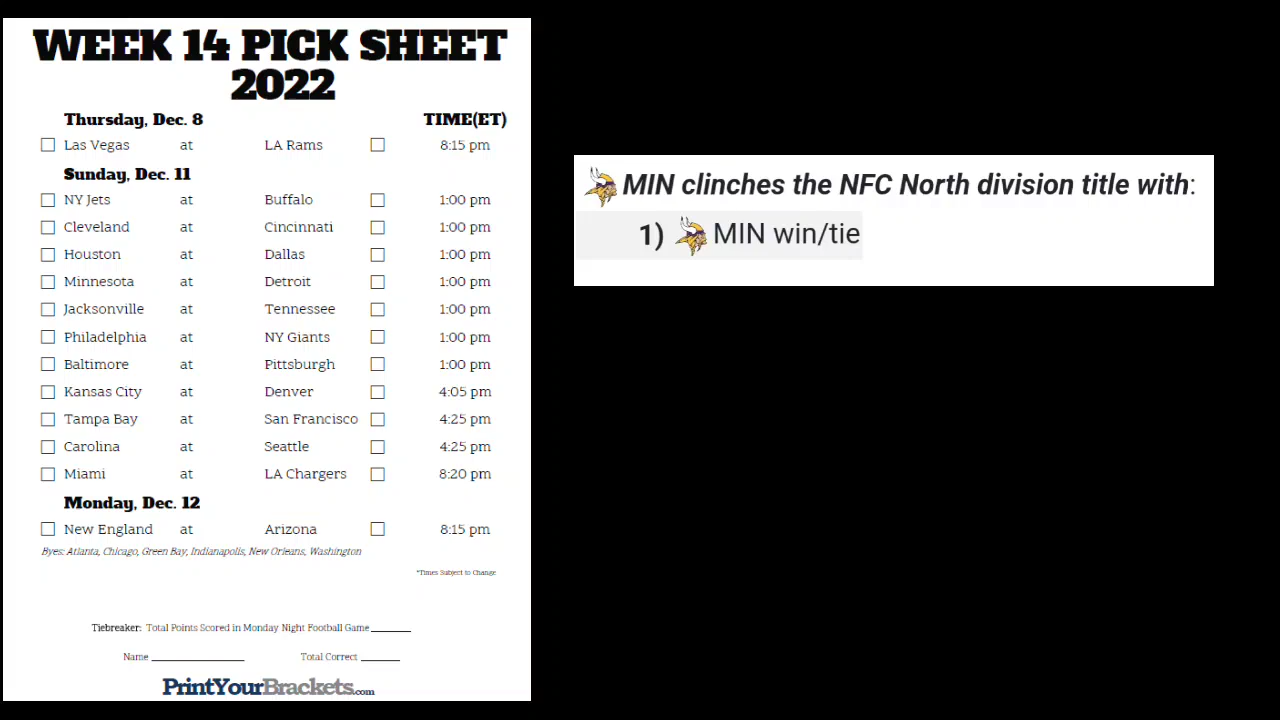 WEEK 14 PICK SHEET
2022
Thursday, Dec. 8 TIME(ET)
Las Vegas at LA Rams 8:15 pm
Sunday, Dec. 11
NY Jets at Buffalo 1:00 pm
Cleveland at Cincinnati 1:00 pm
Houston at Dallas 1:00 pm
Minnesota at Detroit 1:00 pm
Jacksonville at Tennessee 1:00 pm
Philadelphia at NY Giants 1:00 pm
Baltimore at Pittsburgh 1:00 pm
Kansas City at Denver 4:05 pm
Tampa Bay at San Francisco 4:25 pm
Carolina at Seattle 4:25 pm
Miami at LA Chargers 8:20 pm
Monday, Dec. 12
New England at Arizona 8:15 pm
Byes: Atlanta, Chicago, Green Bay, Indianapolis, New Orleans, Washington
*Times Subject to Change
Tiebreaker: Total Points Scored in Monday Night Football Game ______
Name ______ Total Correct ______
PrintYourBrackets.com
MIN clinches the NFC North division title with:
1) MIN win/tie